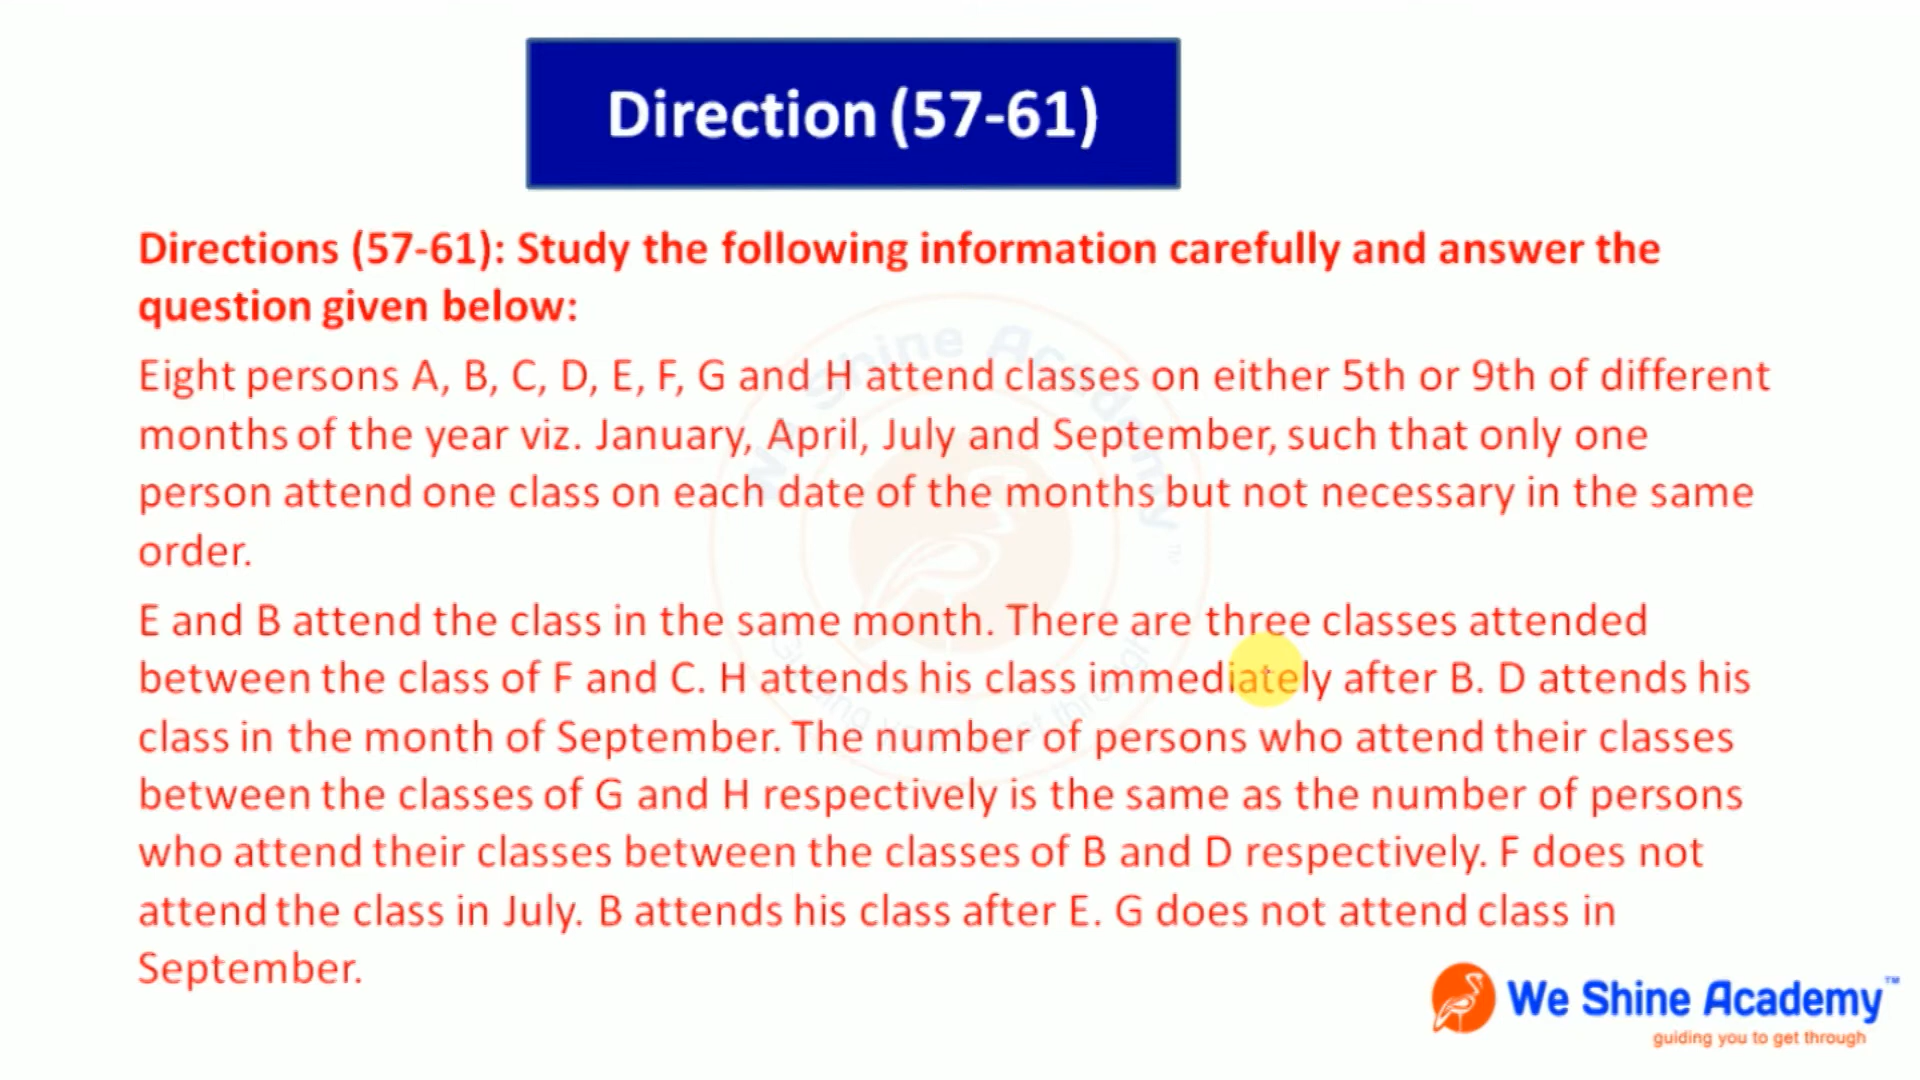 Direction (57-61)
Directions (57-61): Study the following information carefully and answer the
question given below:
Eight persons A, B, C, D, E, F, G and H attend classes on either 5th or 9th of different
months of the year viz. January, April, July and September, such that only one
person attend one class on each date of the months but not necessary in the same
order.
E and B attend the class in the same month. There are three classes attended
between the class of F and C. H attends his class immediately after B. D attends his
class in the month of September. The number of persons who attend their classes
between the classes of G and H respectively is the same as the number of persons
who attend their classes between the classes of B and D respectively. F does not
attend the class in July. B attends his class after E. G does not attend class in
September.
We Shine Academy™
guiding you to get through